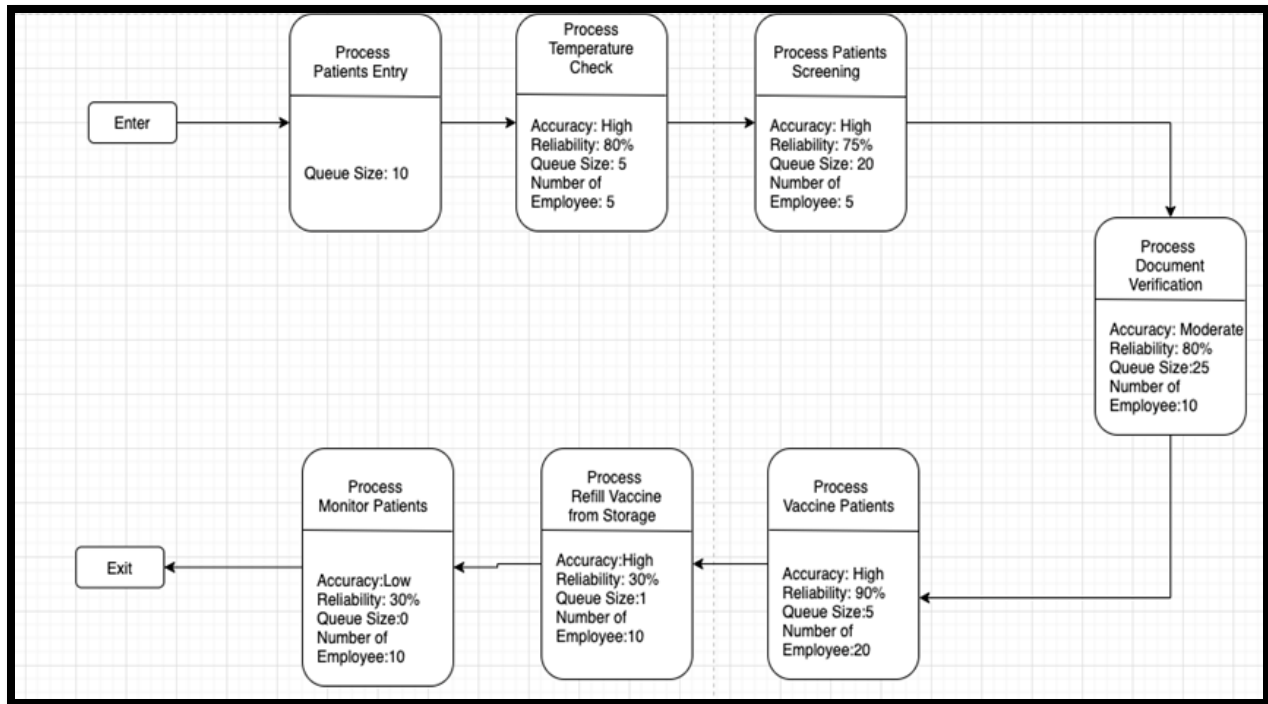 Enter
Process
Patients Entry
Queue Size: 10
Process
Temperature
Check
Accuracy: High
Reliability: 80%
Queue Size: 5
Number of
Employee: 5
Process Patients
Screening
Accuracy: High
Reliability: 75%
Queue Size: 20
Number of
Employee: 5
Process
Document
Verification
Accuracy: Moderate
Reliability: 80%
Queue Size:25
Number of
Employee:10
Process
Vaccine Patients
Accuracy: High
Reliability: 90%
Queue Size:5
Number of
Employee:20
Process
Refill Vaccine
from Storage
Accuracy:High
Reliability: 30%
Queue Size:1
Number of
Employee:10
Process
Monitor Patients
Accuracy:Low
Reliability: 30%
Queue Size:0
Number of
Employee:10
Exit